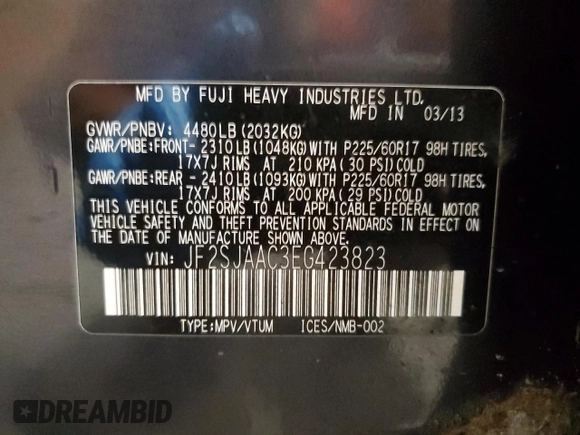 MFD BY FUJI HEAVY INDUSTRIES LTD.
MFD IN 03/13
GVWR/PNBV: 4480LB(2032KG)
GAWR/PNBE:FRONT- 2310LB(1048KG)WITH P225/60R17 98H TIRES,
17X7J RIMS AT 210 KPA(30 PSI)COLD
GAWR/PNBE:REAR - 2410LB(1093KG)WITH P225/60R17 98H TIRES,
17X7J RIMS AT 200 KPA(29 PSI)COLD
THIS VEHICLE CONFORMS TO ALL APPLICABLE FEDERAL MOTOR
VEHICLE SAFETY AND THEFT PREVENTION STANDARDS IN EFFECT
ON THE DATE OF MANUFACTURE SHOWN ABOVE.
VIN: JF2SJAAC3EG423823
TYPE:MPV/VTUM ICES/NMB-002
DREAMBID